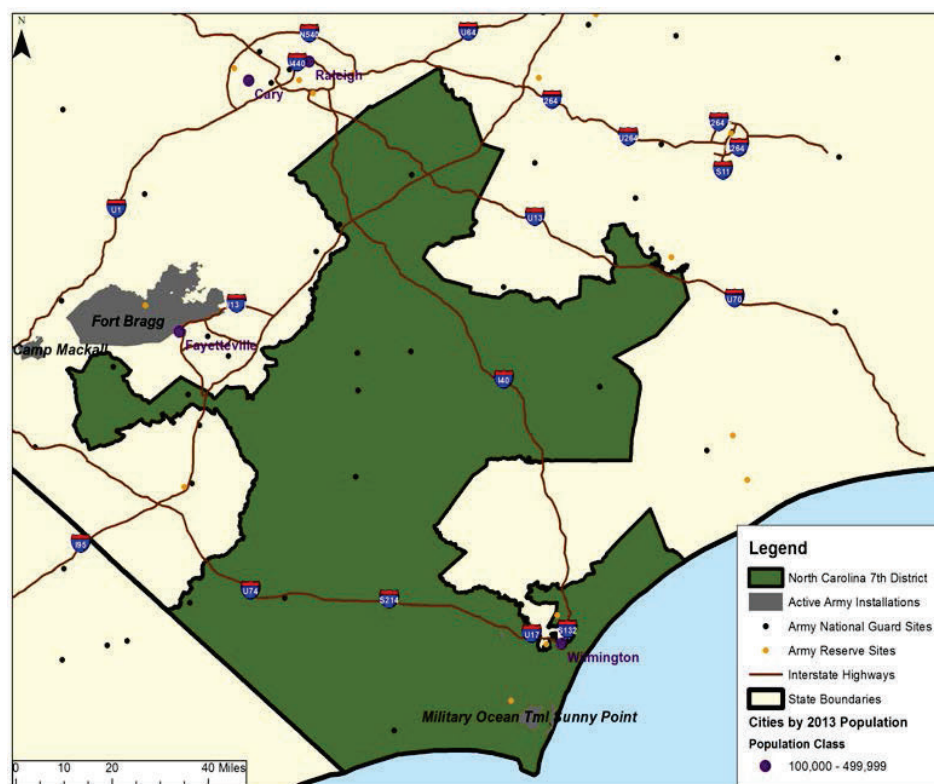 N
U64
N540
I440
Raleigh
Cary
264
U264
264
264
S11
U1
U13
U70
Fort Bragg
I13
Fayetteville
Camp Mackall
I40
I95
U74
S214
U17
S132
Wilmington
Military Ocean Tml Sunny Point
0 10 20 40 Miles
Legend
North Carolina 7th District
Active Army Installations
Army National Guard Sites
Army Reserve Sites
Interstate Highways
State Boundaries
Cities by 2013 Population
Population Class
100,000 - 499,999